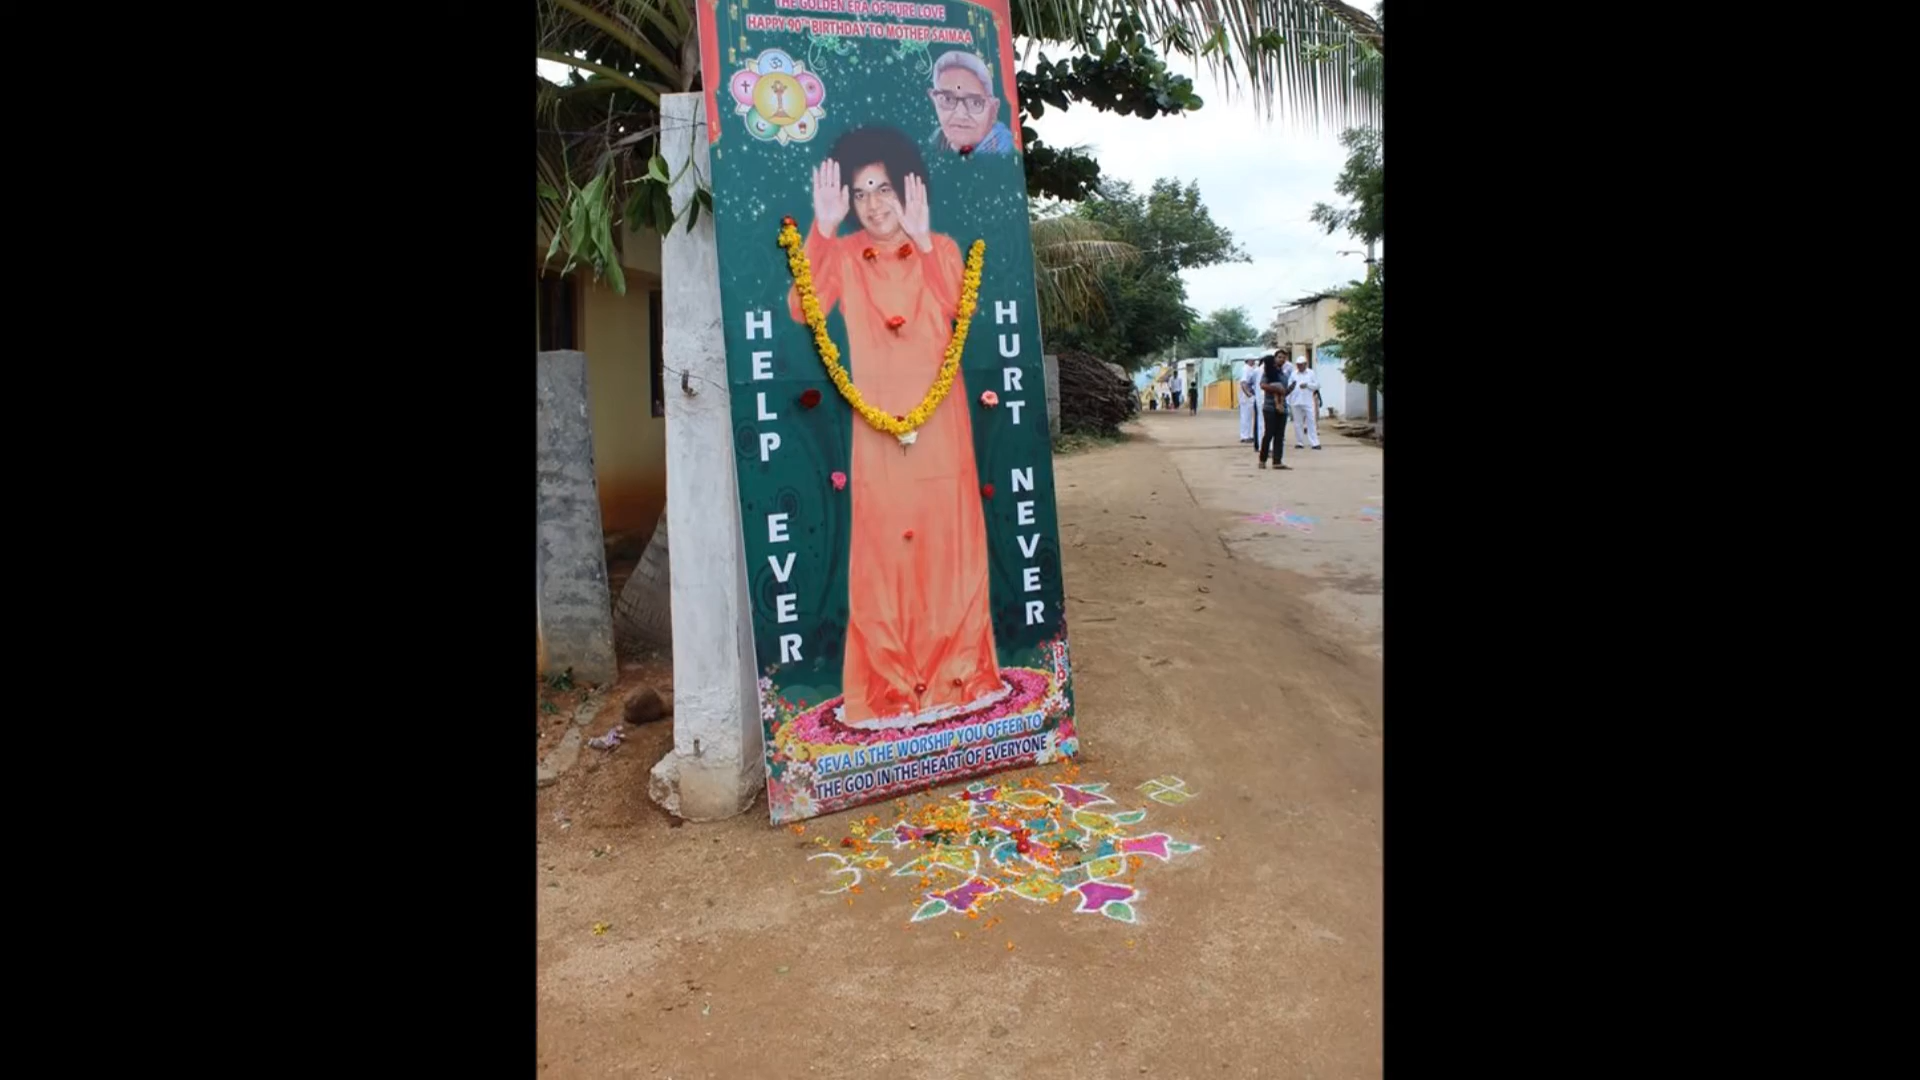 THE GOLDEN ERA OF PURE LOVE
HAPPY 90TH BIRTHDAY TO MOTHER SAIMAA
ॐ
HELP EVER
HURT NEVER
SEVA IS THE WORSHIP YOU OFFER TO
THE GOD IN THE HEART OF EVERYONE